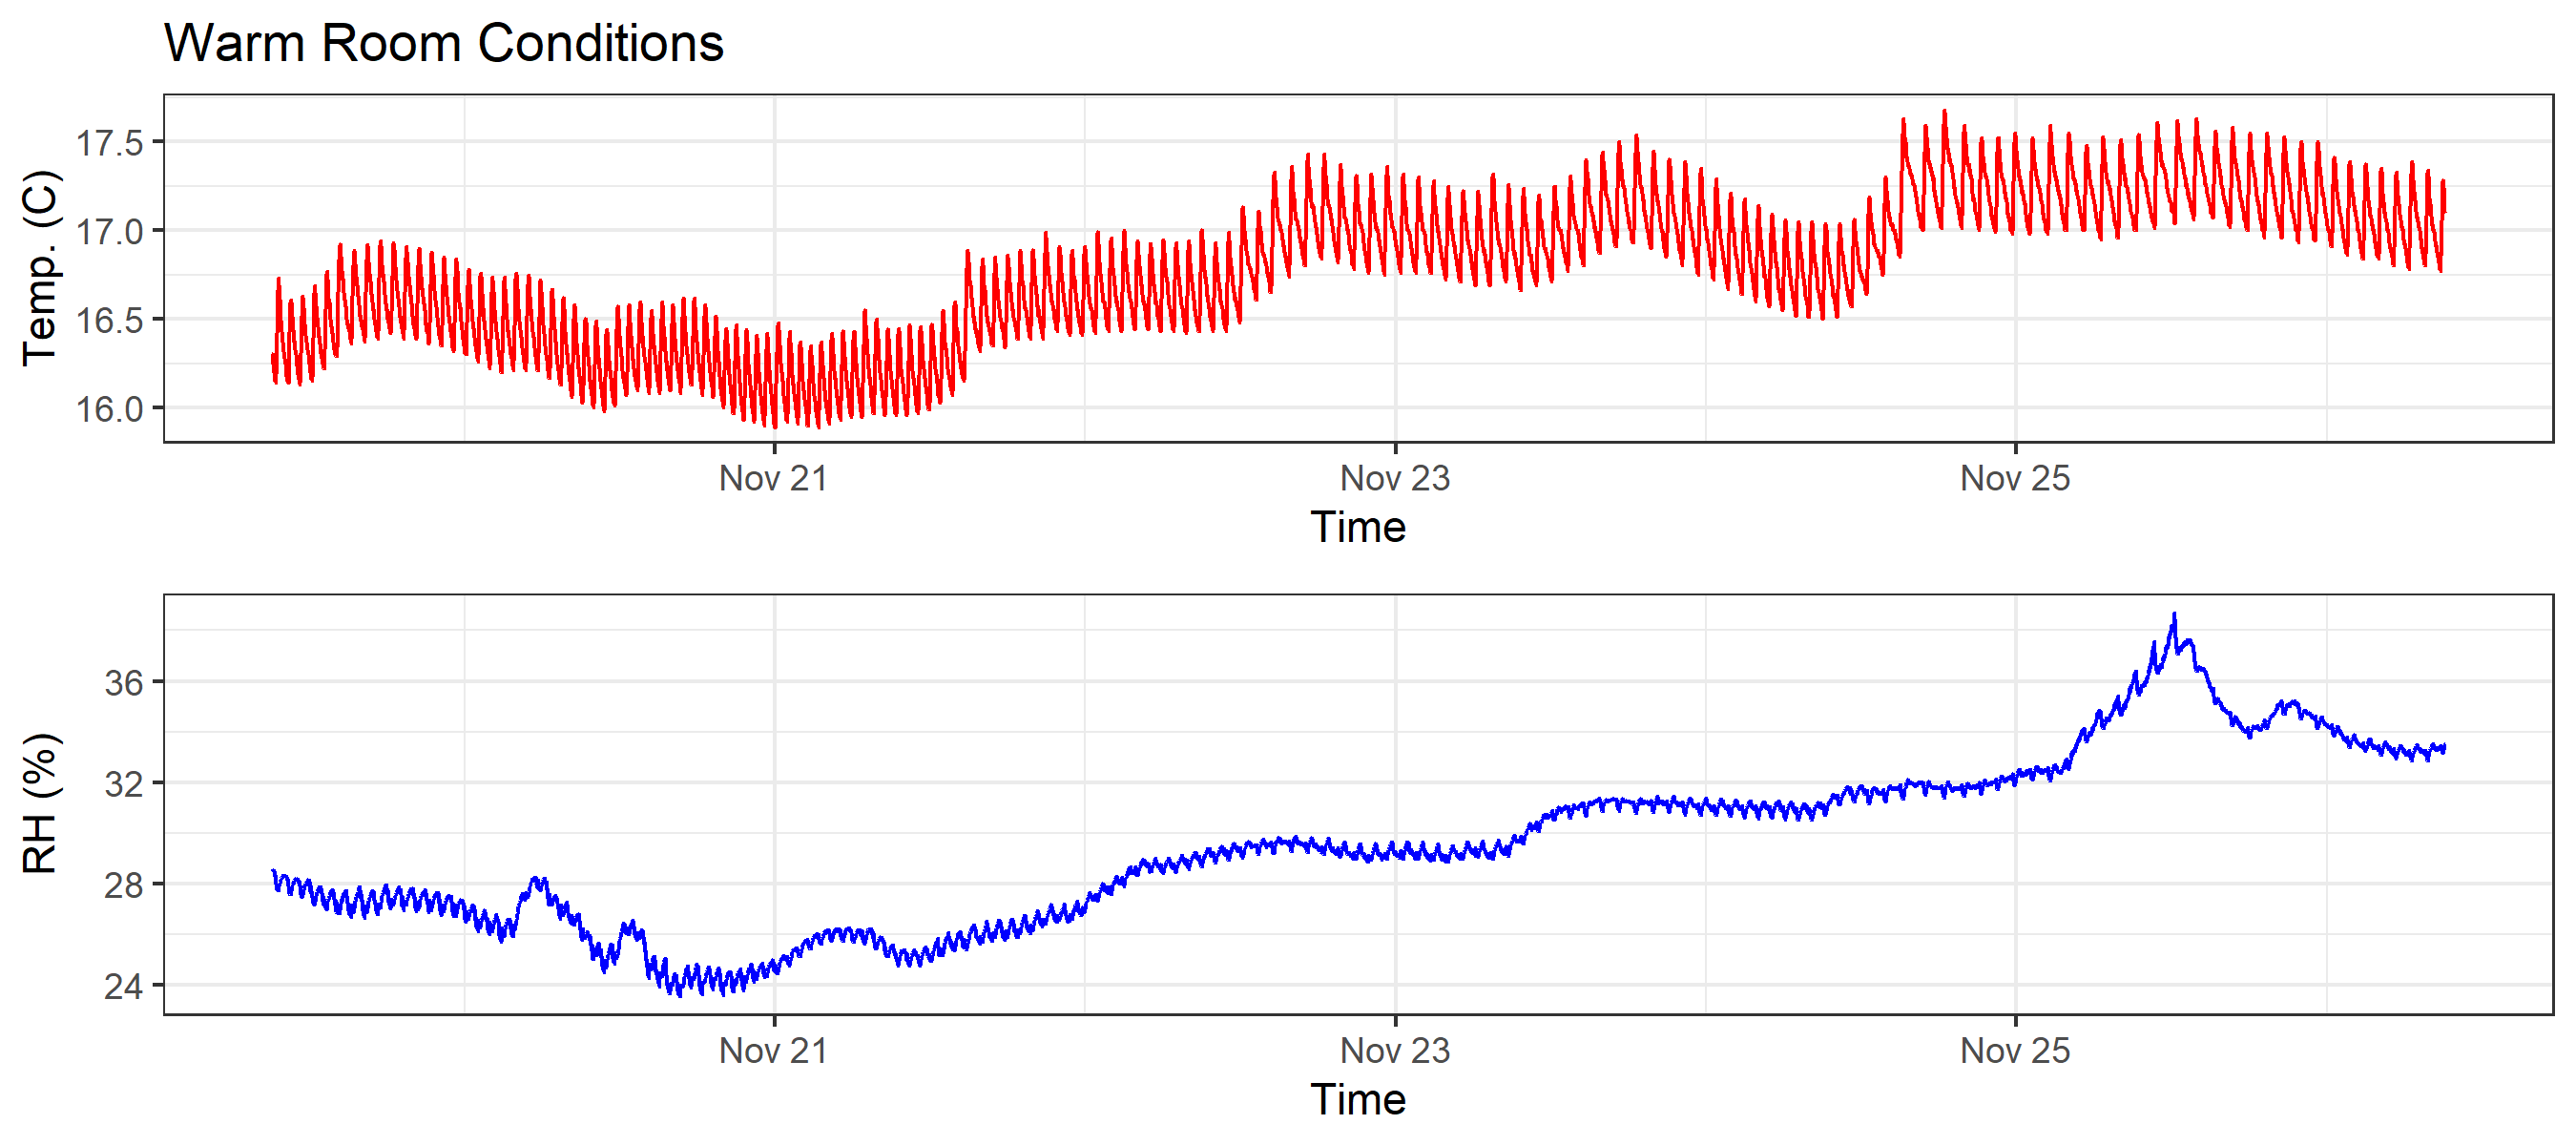 Warm Room Conditions
Temp. (C)
17.5
17.0
16.5
16.0
Nov 21 Nov 23 Nov 25
Time
RH (%)
36
32
28
24
Nov 21 Nov 23 Nov 25
Time